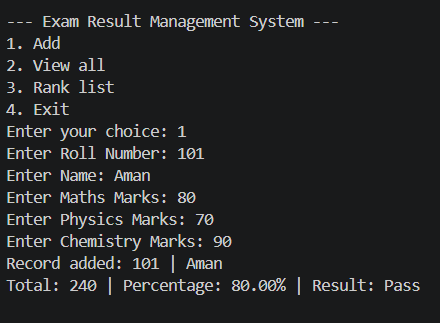 --- Exam Result Management System ---
1. Add
2. View all
3. Rank list
4. Exit
Enter your choice: 1
Enter Roll Number: 101
Enter Name: Aman
Enter Maths Marks: 80
Enter Physics Marks: 70
Enter Chemistry Marks: 90
Record added: 101 | Aman
Total: 240 | Percentage: 80.00% | Result: Pass